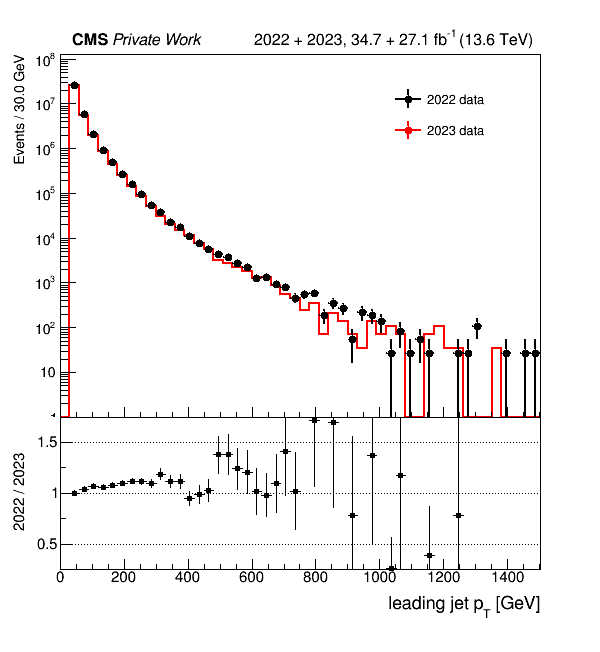 CMS Private Work 2022 + 2023, 34.7 + 27.1 fb-1 (13.6 TeV)
Events / 30.0 GeV
10^8
10^7
10^6
10^5
10^4
10^3
10^2
10
2022 data
2023 data
2022 / 2023
1.5
1
0.5
0 200 400 600 800 1000 1200 1400
leading jet p_T [GeV]